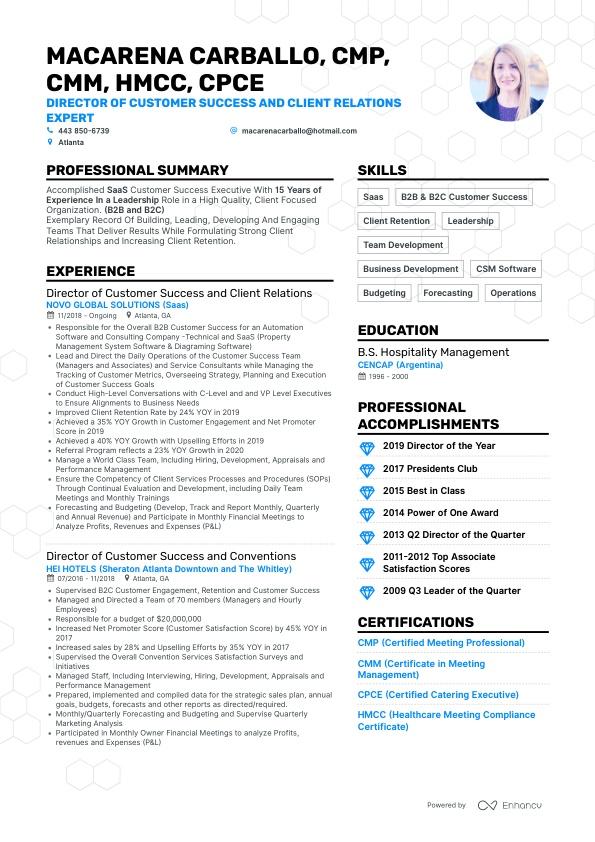 MACARENA CARBALLO, CMP,
CMM, HMCC, CPCE
DIRECTOR OF CUSTOMER SUCCESS AND CLIENT RELATIONS
EXPERT
443 850-6739
macarenacarballo@hotmail.com
Atlanta
PROFESSIONAL SUMMARY
Accomplished SaaS Customer Success Executive With 15 Years of
Experience In a Leadership Role in a High Quality, Client Focused
Organization. (B2B and B2C)
Exemplary Record Of Building, Leading, Developing And Engaging
Teams That Deliver Results While Formulating Strong Client
Relationships and Increasing Client Retention.
EXPERIENCE
Director of Customer Success and Client Relations
NOVO GLOBAL SOLUTIONS (Saas)
11/2018 - Ongoing Atlanta, GA
• Responsible for the Overall B2B Customer Success for an Automation
Software and Consulting Company -Technical and SaaS (Property
Management System Software & Diagraming Software)
• Lead and Direct the Daily Operations of the Customer Success Team
(Managers and Associates) and Service Consultants while Managing the
Tracking of Customer Metrics, Overseeing Strategy, Planning and Execution
of Customer Success Goals
• Conduct High-Level Conversations with C-Level and and VP Level Executives
to Ensure Alignments to Business Needs
• Improved Client Retention Rate by 24% YOY in 2019
• Achieved a 35% YOY Growth in Customer Engagement and Net Promoter
Score in 2019
• Achieved a 40% YOY Growth with Upselling Efforts in 2019
• Referral Program reflects a 23% YOY Growth in 2020
• Manage a World Class Team, Including Hiring, Development, Appraisals and
Performance Management
• Ensure the Competency of Client Services Processes and Procedures (SOPs)
Through Continual Evaluation and Development, including Daily Team
Meetings and Monthly Trainings
• Forecasting and Budgeting (Develop, Track and Report Monthly, Quarterly
and Annual Revenue) and Participate in Monthly Financial Meetings to
Analyze Profits, Revenues and Expenses (P&L)
Director of Customer Success and Conventions
HEI HOTELS (Sheraton Atlanta Downtown and The Whitley)
07/2016 - 11/2018 Atlanta, GA
• Supervised B2C Customer Engagement, Retention and Customer Success
• Managed and Directed a Team of 70 members (Managers and Hourly
Employees)
• Responsible for a budget of $20,000,000
• Increased Net Promoter Score (Customer Satisfaction Score) by 45% YOY in
2017
• Increased sales by 28% and Upselling Efforts by 35% YOY in 2017
• Supervised the Overall Convention Services Satisfaction Surveys and
Initiatives
• Managed Staff, Including Interviewing, Hiring, Development, Appraisals and
Performance Management
• Prepared, implemented and compiled data for the strategic sales plan, annual
goals, budgets, forecasts and other reports as directed/required.
• Monthly/Quarterly Forecasting and Budgeting and Supervise Quarterly
Marketing Analysis
• Participated in Monthly Owner Financial Meetings to analyze Profits,
revenues and Expenses (P&L)
SKILLS
Saas B2B & B2C Customer Success
Client Retention Leadership
Team Development
Business Development CSM Software
Budgeting Forecasting Operations
EDUCATION
B.S. Hospitality Management
CENCAP (Argentina)
1996 - 2000
PROFESSIONAL
ACCOMPLISHMENTS
2019 Director of the Year
2017 Presidents Club
2015 Best in Class
2014 Power of One Award
2013 Q2 Director of the Quarter
2011-2012 Top Associate
Satisfaction Scores
2009 Q3 Leader of the Quarter
CERTIFICATIONS
CMP (Certified Meeting Professional)
CMM (Certificate in Meeting
Management)
CPCE (Certified Catering Executive)
HMCC (Healthcare Meeting Compliance
Certificate)
Powered by Enhancv